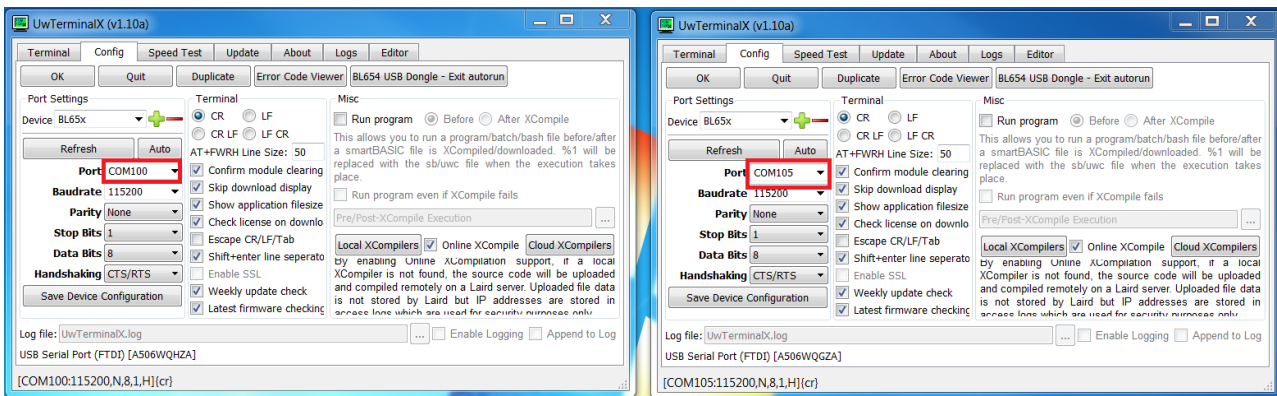 UwTerminalX (v1.10a)
Terminal Config Speed Test Update About Logs Editor
OK Quit Duplicate Error Code Viewer BL654 USB Dongle - Exit autorun
Port Settings
Device BL65x
Refresh Auto
Port COM100
Baudrate 115200
Parity None
Stop Bits 1
Data Bits 8
Handshaking CTS/RTS
Save Device Configuration
Terminal
CR LF
CR LF LF CR
AT+FWRH Line Size: 50
Confirm module clearing
Skip download display
Show application filesize
Check license on downlo
Escape CR/LF/Tab
Shift+enter line seperato
Enable SSL
Weekly update check
Latest firmware checking
Misc
Run program Before After XCompile
This allows you to run a program/batch/bash file before/after
a smartBASIC file is XCompiled/downloaded. %1 will be
replaced with the sb/uwc file when the execution takes
place.
Run program even if XCompile fails
Pre/Post-XCompile Execution ...
Local XCompilers Online XCompile Cloud XCompilers
By enabling Online XCompilation support, if a local
XCompiler is not found, the source code will be uploaded
and compiled remotely on a Laird server. Uploaded file data
is not stored by Laird but IP addresses are stored in
access logs which are used for security purposes only
Log file: UwTerminalX.log ... Enable Logging Append to Log
USB Serial Port (FTDI) [A506WQHZA]
[COM100:115200,N,8,1,H]{cr}
UwTerminalX (v1.10a)
Terminal Config Speed Test Update About Logs Editor
OK Quit Duplicate Error Code Viewer BL654 USB Dongle - Exit autorun
Port Settings
Device BL65x
Refresh Auto
Port COM105
Baudrate 115200
Parity None
Stop Bits 1
Data Bits 8
Handshaking CTS/RTS
Save Device Configuration
Terminal
CR LF
CR LF LF CR
AT+FWRH Line Size: 50
Confirm module clearing
Skip download display
Show application filesize
Check license on downlo
Escape CR/LF/Tab
Shift+enter line seperato
Enable SSL
Weekly update check
Latest firmware checking
Misc
Run program Before After XCompile
This allows you to run a program/batch/bash file before/after
a smartBASIC file is XCompiled/downloaded. %1 will be
replaced with the sb/uwc file when the execution takes
place.
Run program even if XCompile fails
Pre/Post-XCompile Execution ...
Local XCompilers Online XCompile Cloud XCompilers
By enabling Online XCompilation support, if a local
XCompiler is not found, the source code will be uploaded
and compiled remotely on a Laird server. Uploaded file data
is not stored by Laird but IP addresses are stored in
access logs which are used for security purposes only
Log file: UwTerminalX.log ... Enable Logging Append to Log
USB Serial Port (FTDI) [A506WQGZA]
[COM105:115200,N,8,1,H]{cr}